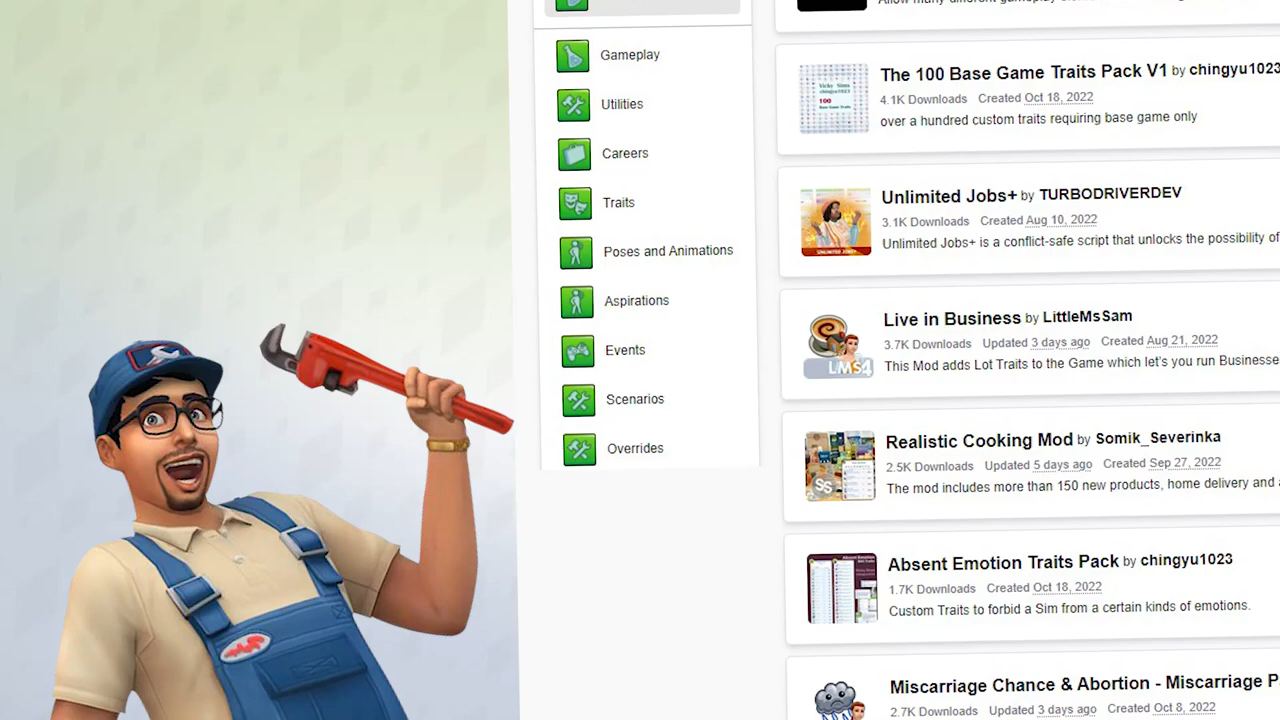 Gameplay
Utilities
Careers
Traits
Poses and Animations
Aspirations
Events
Scenarios
Overrides
The 100 Base Game Traits Pack V1 by chingyu1023
4.1K Downloads Created Oct 18, 2022
over a hundred custom traits requiring base game only
Unlimited Jobs+ by TURBODRIVERDEV
3.1K Downloads Created Aug 10, 2022
Unlimited Jobs+ is a conflict-safe script that unlocks the possibility of
UNLIMITED JOBS+
Live in Business by LittleMsSam
3.7K Downloads Updated 3 days ago Created Aug 21, 2022
This Mod adds Lot Traits to the Game which let's you run Businesse
LMS4
Realistic Cooking Mod by Somik_Severinka
2.5K Downloads Updated 5 days ago Created Sep 27, 2022
The mod includes more than 150 new products, home delivery and
SS
Absent Emotion Traits Pack by chingyu1023
1.7K Downloads Created Oct 18, 2022
Custom Traits to forbid a Sim from a certain kinds of emotions.
Miscarriage Chance & Abortion - Miscarriage
2.7K Downloads Updated 3 days ago Created Oct 8, 2022